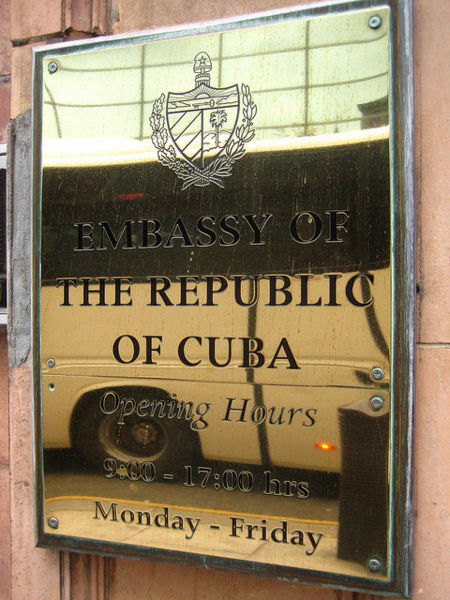 EMBASSY OF
THE REPUBLIC
OF CUBA
Opening Hours
9:00 - 17:00 hrs
Monday - Friday